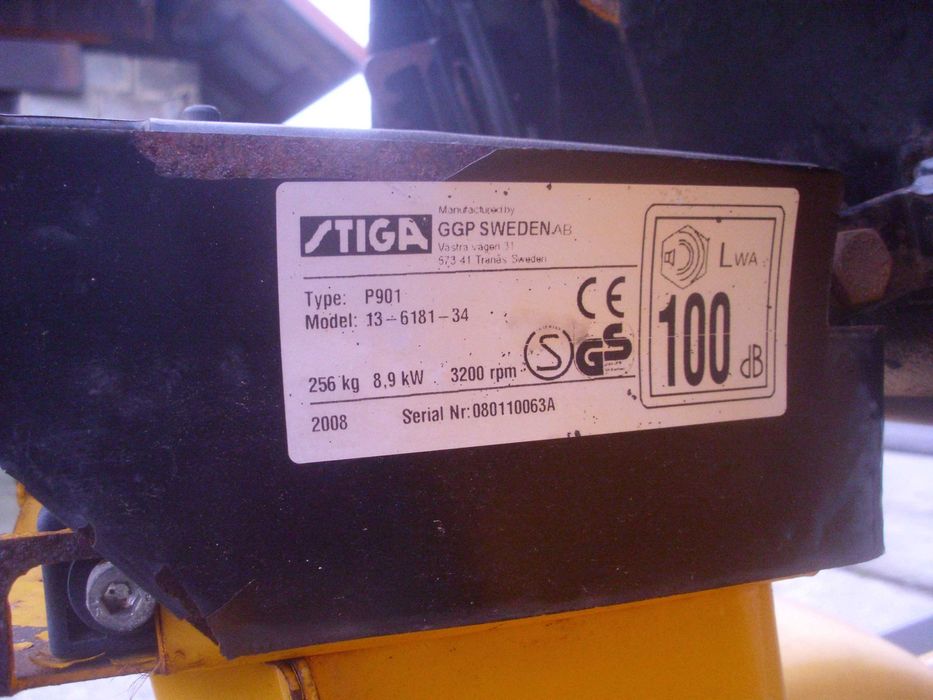 STIGA
Manufactured by
GGP SWEDEN AB
Västra vägen 31
573 41 Tranås Sweden
Type: P901
Model: 13-6181-34
CE
S
GS
256 kg 8,9 kW 3200 rpm
2008 Serial Nr: 080110063A
LWA
100 dB